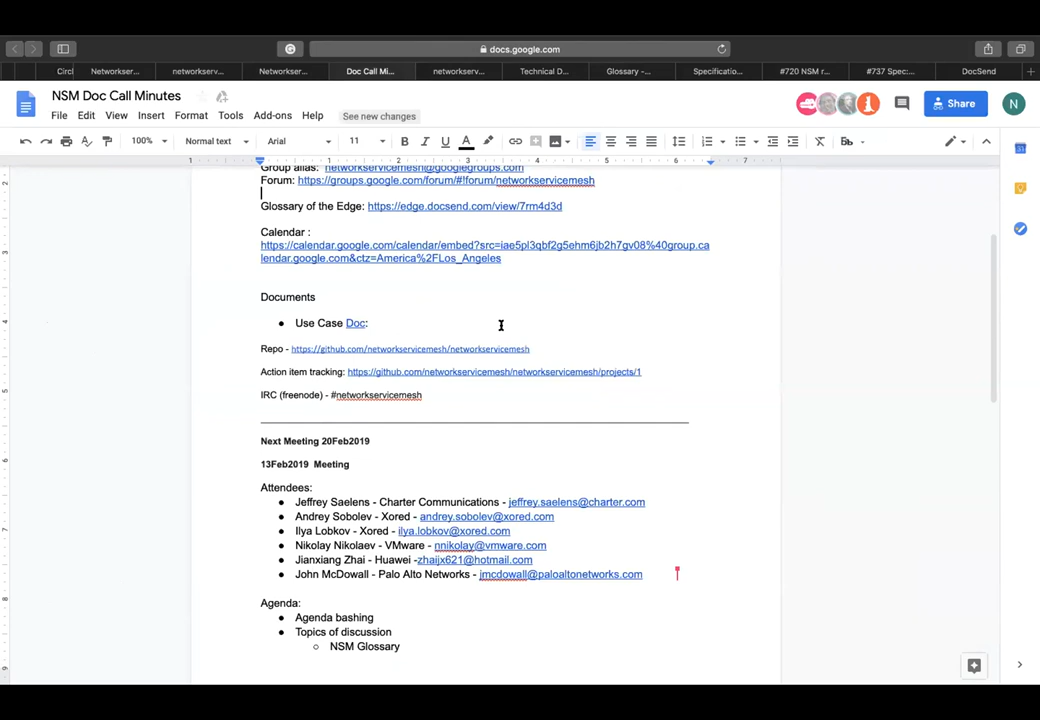 docs.google.com
Circl
Networkser...
networkserv...
Networkser...
Doc Call Mi...
networkserv...
Technical D...
Glossary -...
Specificatio...
#720 NSM r...
#737 Spec:...
DocSend
NSM Doc Call Minutes
File Edit View Insert Format Tools Add-ons Help See new changes
Share
N
100% Normal text Arial 11
1 1 2 3 4 5 6 7
Group alias: networkservicemesh@googlegroups.com
Forum: https://groups.google.com/forum/#!forum/networkservicemesh
Glossary of the Edge: https://edge.docsend.com/view/7rm4d3d
Calendar :
https://calendar.google.com/calendar/embed?src=iae5pl3qbf2g5ehm6jb2h7gv08%40group.ca
lendar.google.com&ctz=America%2FLos_Angeles
Documents
● Use Case Doc:
Repo - https://github.com/networkservicemesh/networkservicemesh
Action item tracking: https://github.com/networkservicemesh/networkservicemesh/projects/1
IRC (freenode) - #networkservicemesh
Next Meeting 20Feb2019
13Feb2019 Meeting
Attendees:
● Jeffrey Saelens - Charter Communications - jeffrey.saelens@charter.com
● Andrey Sobolev - Xored - andrey.sobolev@xored.com
● Ilya Lobkov - Xored - ilya.lobkov@xored.com
● Nikolay Nikolaev - VMware - nnikolay@vmware.com
● Jianxiang Zhai - Huawei -zhaijx621@hotmail.com
● John McDowall - Palo Alto Networks - jmcdowall@paloaltonetworks.com
Agenda:
● Agenda bashing
● Topics of discussion
○ NSM Glossary